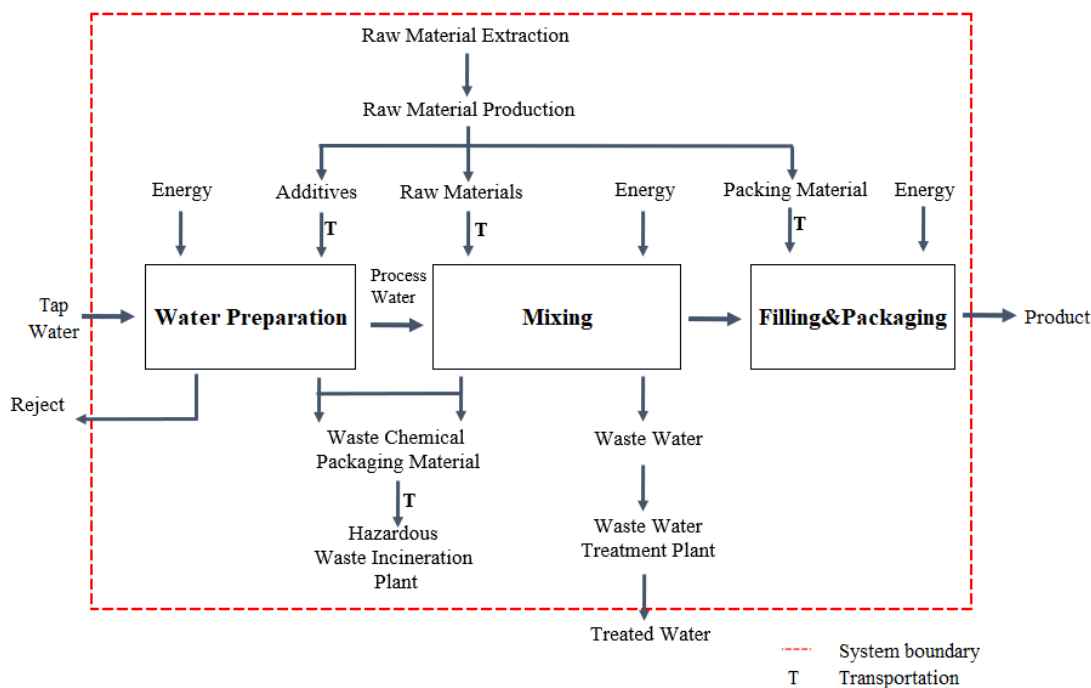 Raw Material Extraction
Raw Material Production
Energy
Additives
Raw Materials
Energy
Packing Material
Energy
T
T
T
Tap
Water
Water Preparation
Process
Water
Mixing
Filling&Packaging
Product
Reject
Waste Chemical
Packaging Material
Waste Water
T
Hazardous
Waste Incineration
Plant
Waste Water
Treatment Plant
Treated Water
System boundary
T Transportation